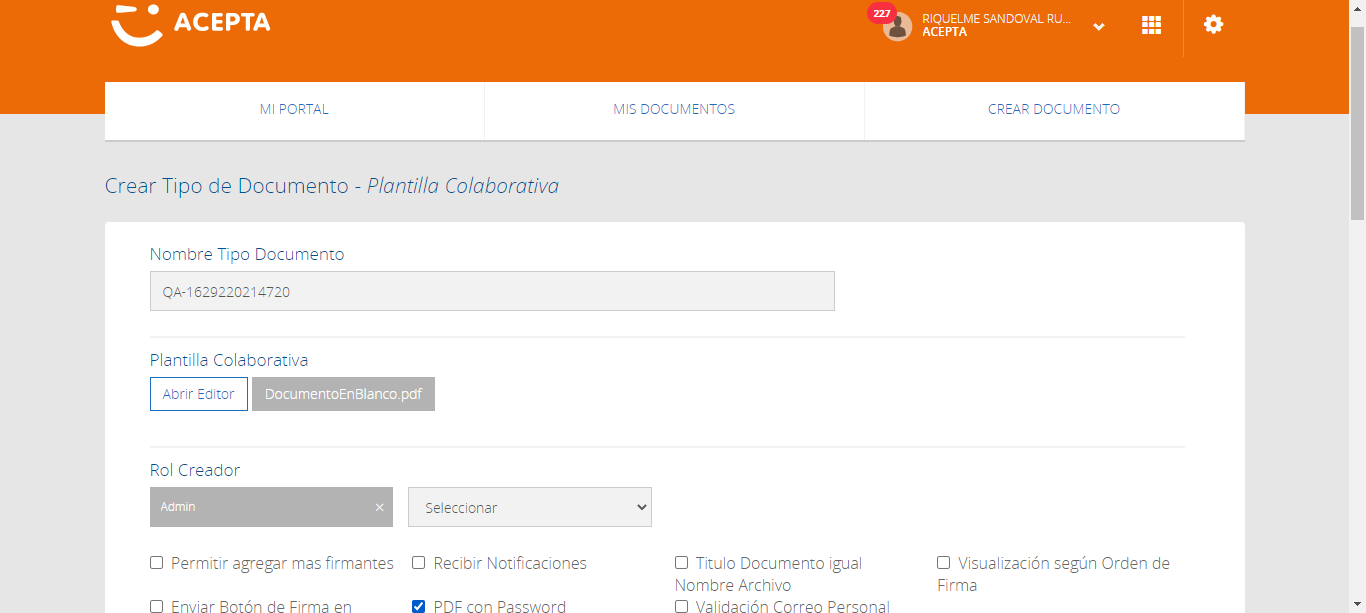 ACEPTA
227
RIQUELME SANDOVAL RU...
ACEPTA
MI PORTAL
MIS DOCUMENTOS
CREAR DOCUMENTO
Crear Tipo de Documento - Plantilla Colaborativa
Nombre Tipo Documento
QA-1629220214720
Plantilla Colaborativa
Abrir Editor
DocumentoEnBlanco.pdf
Rol Creador
Admin ×
Seleccionar
Permitir agregar mas firmantes
Recibir Notificaciones
Titulo Documento igual
Nombre Archivo
Visualización según Orden de
Firma
Enviar Botón de Firma en
PDF con Password
Validación Correo Personal